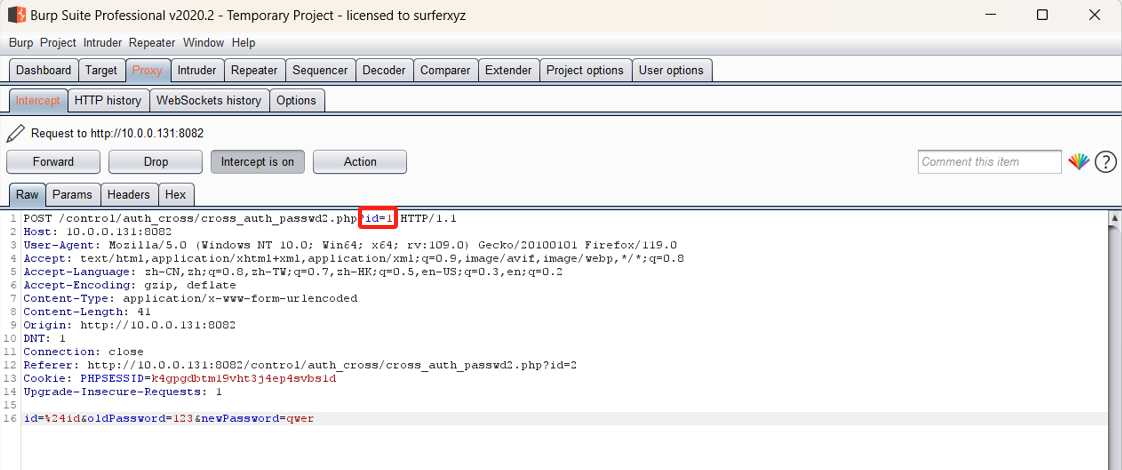 Burp Suite Professional v2020.2 - Temporary Project - licensed to surferxyz
Burp Project Intruder Repeater Window Help
Dashboard Target Proxy Intruder Repeater Sequencer Decoder Comparer Extender Project options User options
Intercept HTTP history WebSockets history Options
Request to http://10.0.0.131:8082
Forward Drop Intercept is on Action Comment this item ?
Raw Params Headers Hex
1 POST /control/auth_cross/cross_auth_passwd2.php?id=1 HTTP/1.1
2 Host: 10.0.0.131:8082
3 User-Agent: Mozilla/5.0 (Windows NT 10.0; Win64; x64; rv:109.0) Gecko/20100101 Firefox/119.0
4 Accept: text/html,application/xhtml+xml,application/xml;q=0.9,image/avif,image/webp,*/*;q=0.8
5 Accept-Language: zh-CN,zh;q=0.8,zh-TW;q=0.7,zh-HK;q=0.5,en-US;q=0.3,en;q=0.2
6 Accept-Encoding: gzip, deflate
7 Content-Type: application/x-www-form-urlencoded
8 Content-Length: 41
9 Origin: http://10.0.0.131:8082
10 DNT: 1
11 Connection: close
12 Referer: http://10.0.0.131:8082/control/auth_cross/cross_auth_passwd2.php?id=2
13 Cookie: PHPSESSID=k4gpgdbtm19vht3j4ep4svbs1d
14 Upgrade-Insecure-Requests: 1
15
16 id=%24id&oldPassword=123&newPassword=qwer